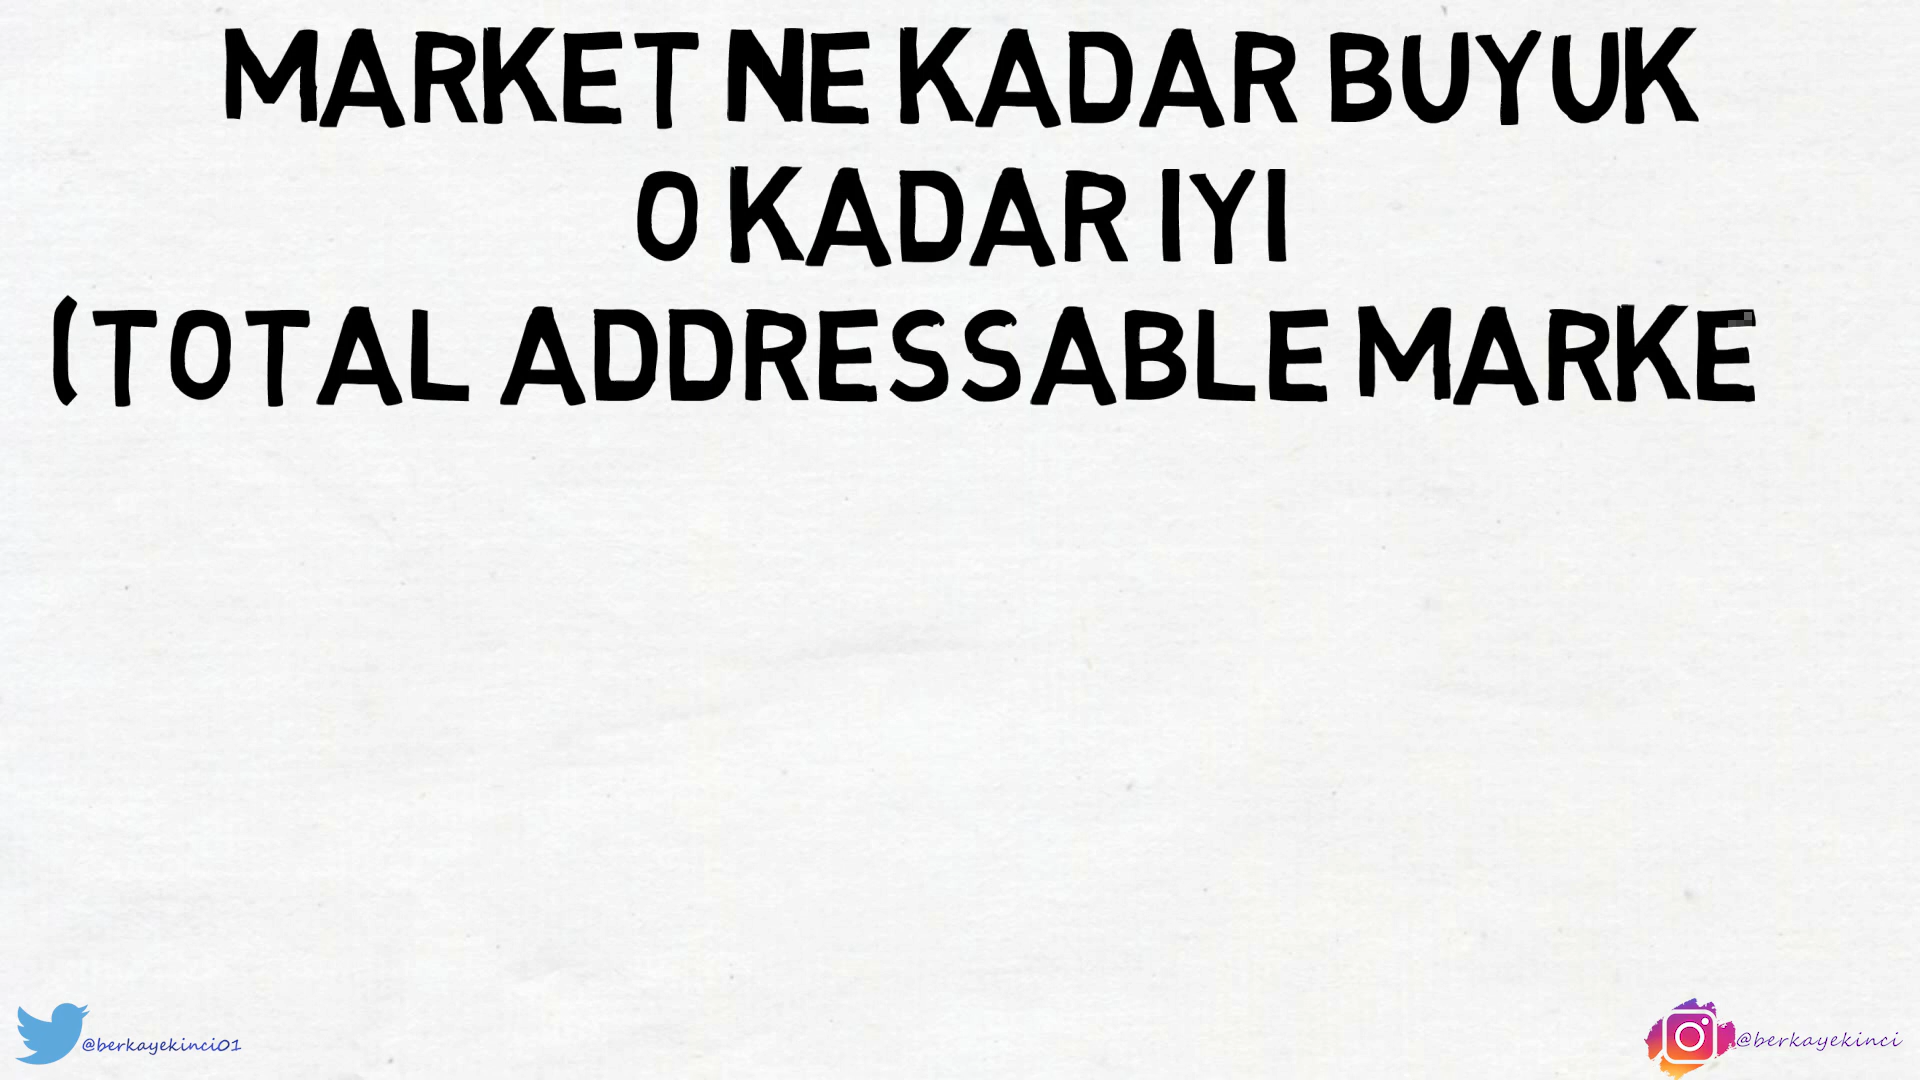 MARKET NE KADAR BUYUK
O KADAR IYI
(TOTAL ADDRESSABLE MARKE
@berkayekinci01
@berkayekinci